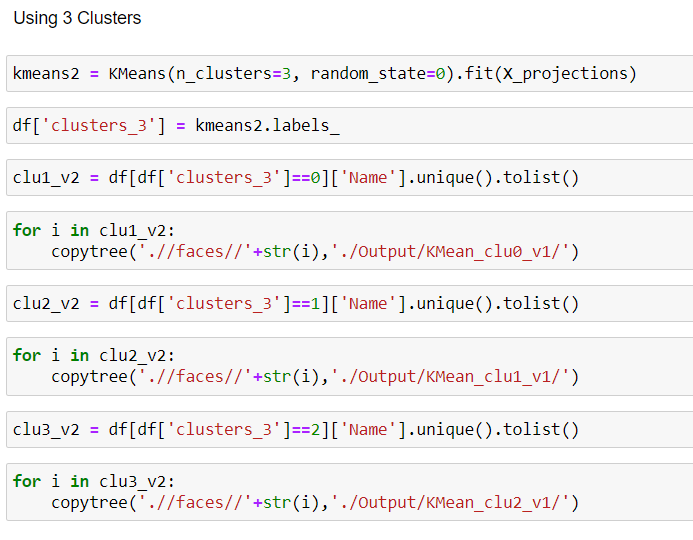 Using 3 Clusters
kmeans2 = KMeans(n_clusters=3, random_state=0).fit(X_projections)
df['clusters_3'] = kmeans2.labels_
clu1_v2 = df[df['clusters_3']==0]['Name'].unique().tolist()
for i in clu1_v2:
    copytree('.//faces//'+str(i),'./Output/KMean_clu0_v1/')
clu2_v2 = df[df['clusters_3']==1]['Name'].unique().tolist()
for i in clu2_v2:
    copytree('.//faces//'+str(i),'./Output/KMean_clu1_v1/')
clu3_v2 = df[df['clusters_3']==2]['Name'].unique().tolist()
for i in clu3_v2:
    copytree('.//faces//'+str(i),'./Output/KMean_clu2_v1/')